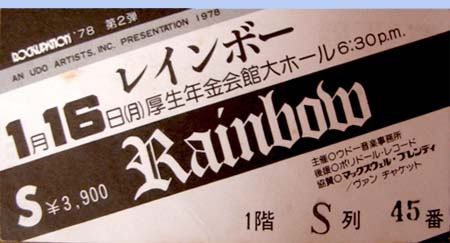 ROCKUPATION '78 第2弾
AN UDO ARTISTS, INC. PRESENTATION 1978
レインボー
1月16日(月)厚生年金会館大ホール6:30p.m.
Rainbow
S ¥3,900
主催○ウドー音楽事務所
後援○ポリドール・レコード
協賛○マックスウェル・フレンディ
/ヴァン ヂャケット
1階 S 列 45番